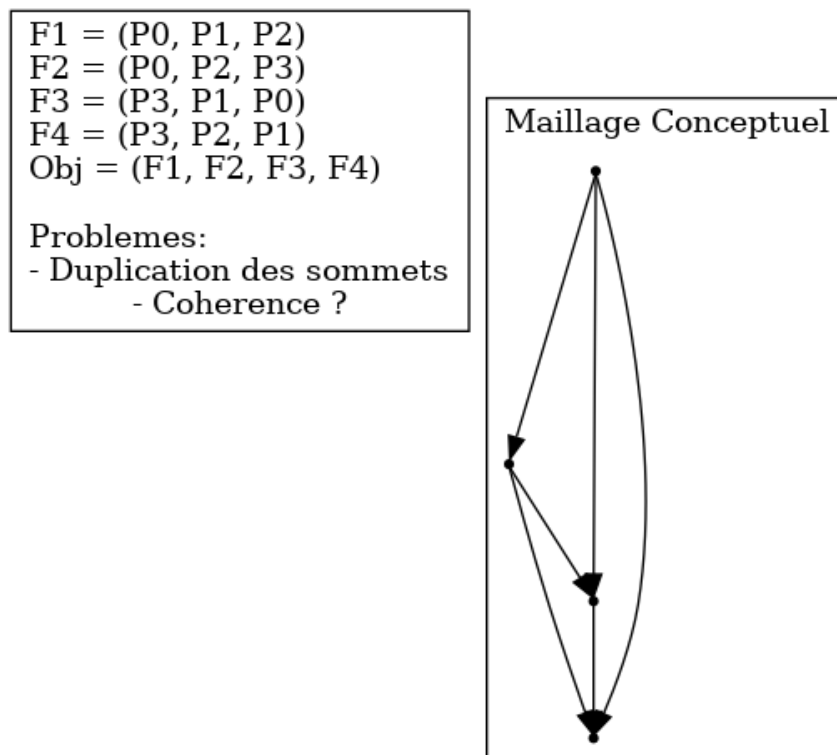 F1 = (P0, P1, P2)
F2 = (P0, P2, P3)
F3 = (P3, P1, P0)
F4 = (P3, P2, P1)
Obj = (F1, F2, F3, F4)
Problemes:
- Duplication des sommets
- Coherence ?
Maillage Conceptuel